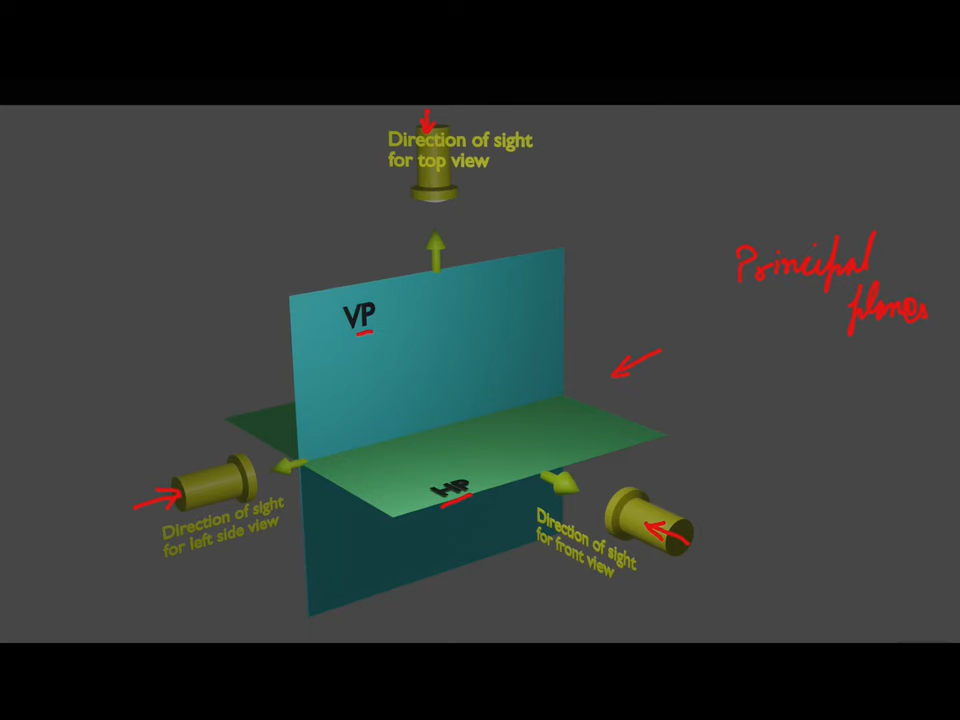 Direction of sight
for top view
Principal
planes
VP
HP
Direction of sight
for left side view
Direction of sight
for front view